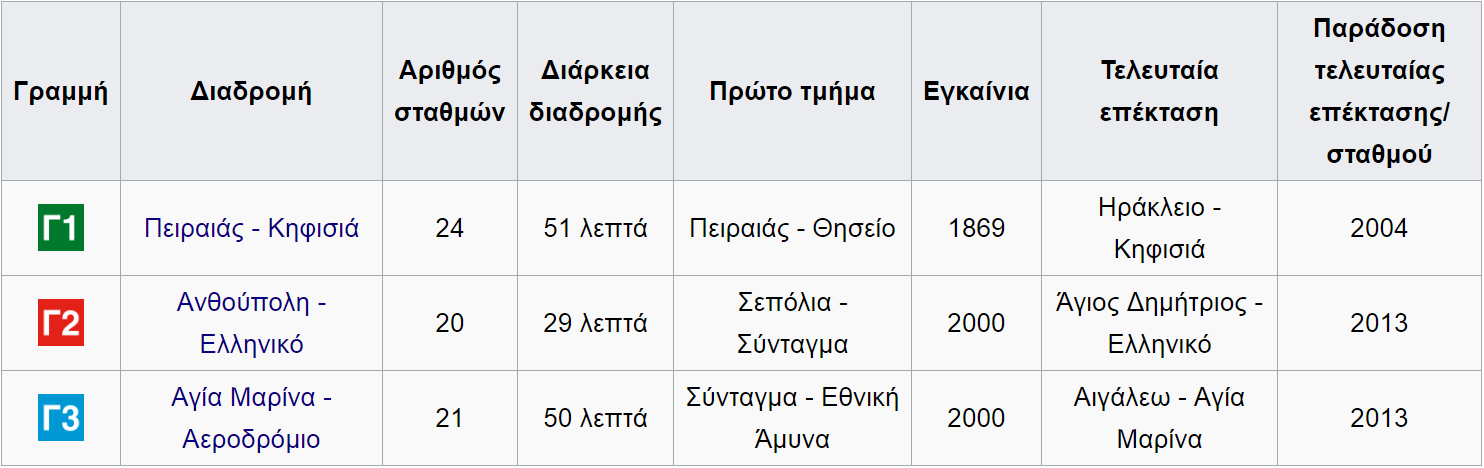 Γραμμή Διαδρομή Αριθμός σταθμών Διάρκεια διαδρομής Πρώτο τμήμα Εγκαίνια Τελευταία επέκταση Παράδοση τελευταίας επέκτασης/ σταθμού
Γ1 Πειραιάς - Κηφισιά 24 51 λεπτά Πειραιάς - Θησείο 1869 Ηράκλειο - Κηφισιά 2004
Γ2 Ανθούπολη - Ελληνικό 20 29 λεπτά Σεπόλια - Σύνταγμα 2000 Άγιος Δημήτριος - Ελληνικό 2013
Γ3 Αγία Μαρίνα - Αεροδρόμιο 21 50 λεπτά Σύνταγμα - Εθνική Άμυνα 2000 Αιγάλεω - Αγία Μαρίνα 2013